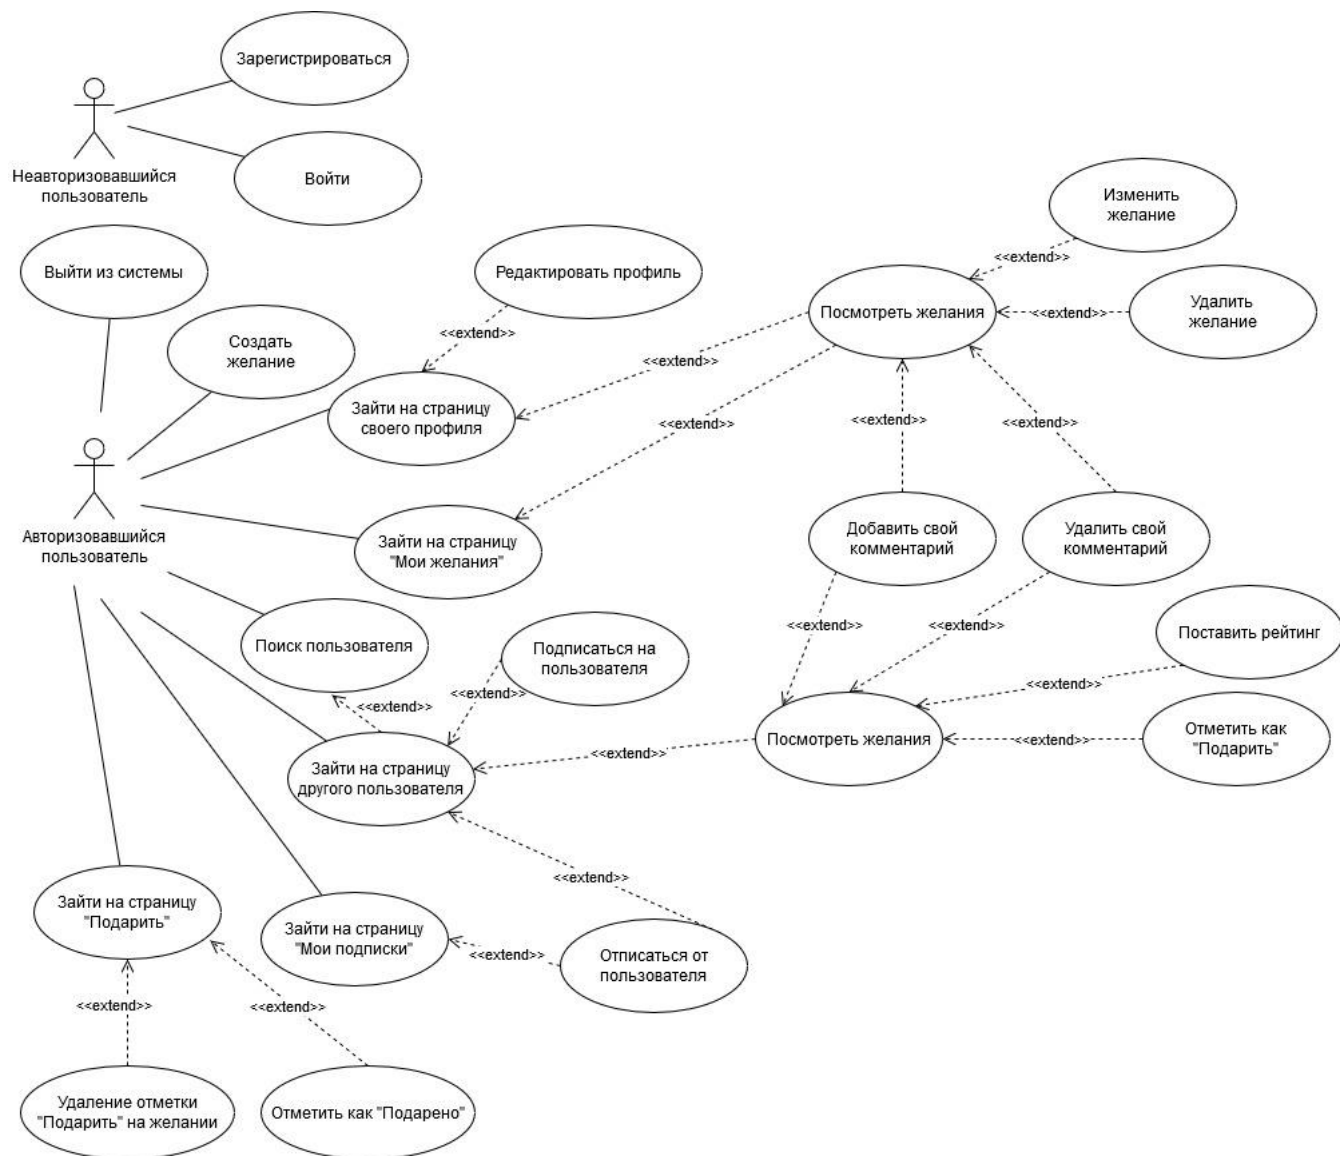 Зарегистрироваться
Неавторизовавшийся
пользователь
Войти
Изменить
желание
Выйти из системы
Редактировать профиль
<<extend>>
Посмотреть желания
<<extend>>
Удалить
желание
Создать
желание
<<extend>>
<<extend>>
Зайти на страницу
своего профиля
<<extend>>
<<extend>>
<<extend>>
Авторизовавшийся
пользователь
Зайти на страницу
"Мои желания"
Добавить свой
комментарий
Удалить свой
комментарий
Поиск пользователя
Подписаться на
пользователя
<<extend>>
<<extend>>
Поставить рейтинг
<<extend>>
<<extend>>
<<extend>>
Зайти на страницу
другого пользователя
<<extend>>
Посмотреть желания
<<extend>>
Отметить как
"Подарить"
<<extend>>
Зайти на страницу
"Подарить"
Зайти на страницу
"Мои подписки"
<<extend>>
Отписаться от
пользователя
<<extend>>
<<extend>>
Удаление отметки
"Подарить" на желании
Отметить как "Подарено"